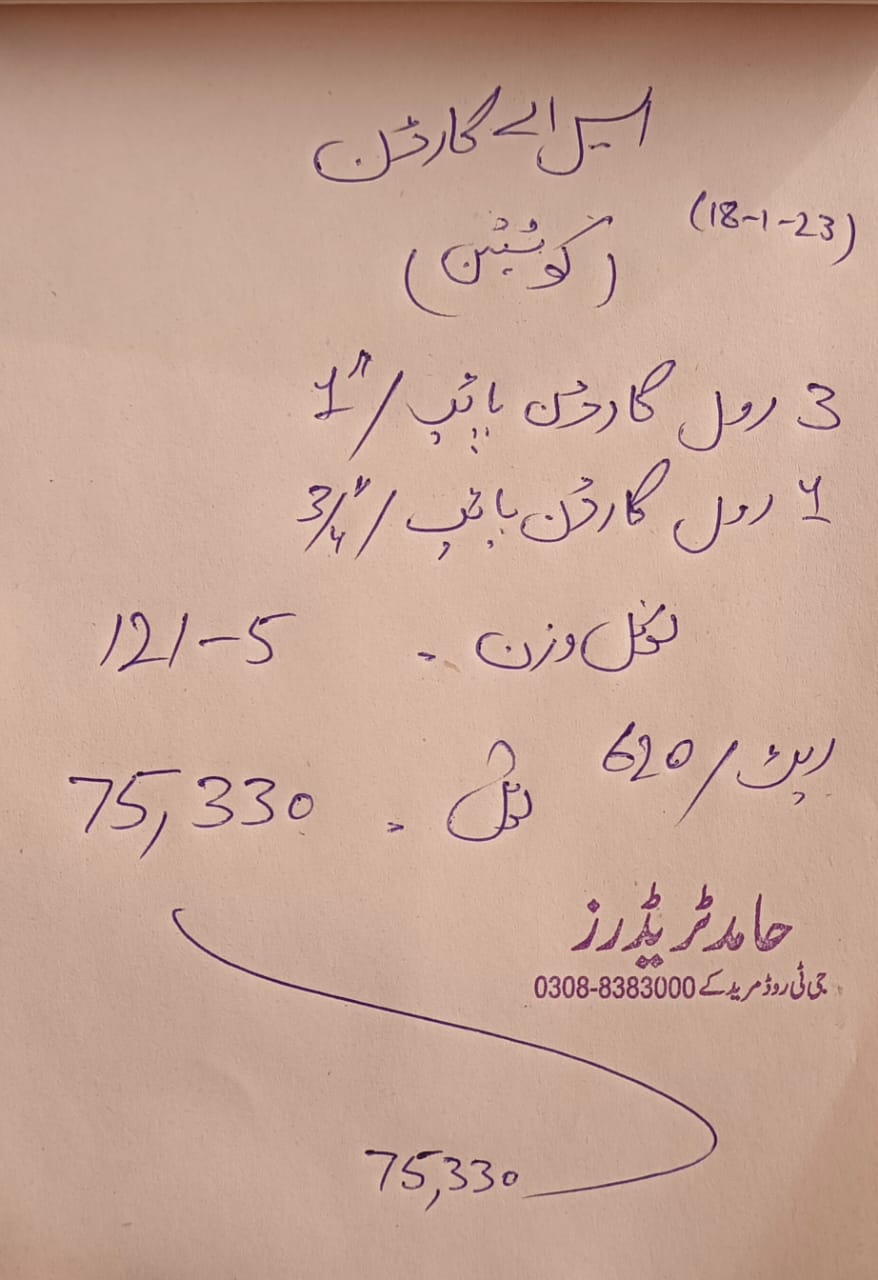 ایس اے گارڈن
(18-1-23)
(کوٹیشن)
3 رول گارڈن پائپ / 1"
1 رول گارڈن پائپ / 3/4"
ٹوٹل وزن - 121-5
ریٹ / 620 ٹوٹل - 75,330
حامد ٹریڈرز
جی ٹی روڈ مریدکے 0308-8383000
75,330